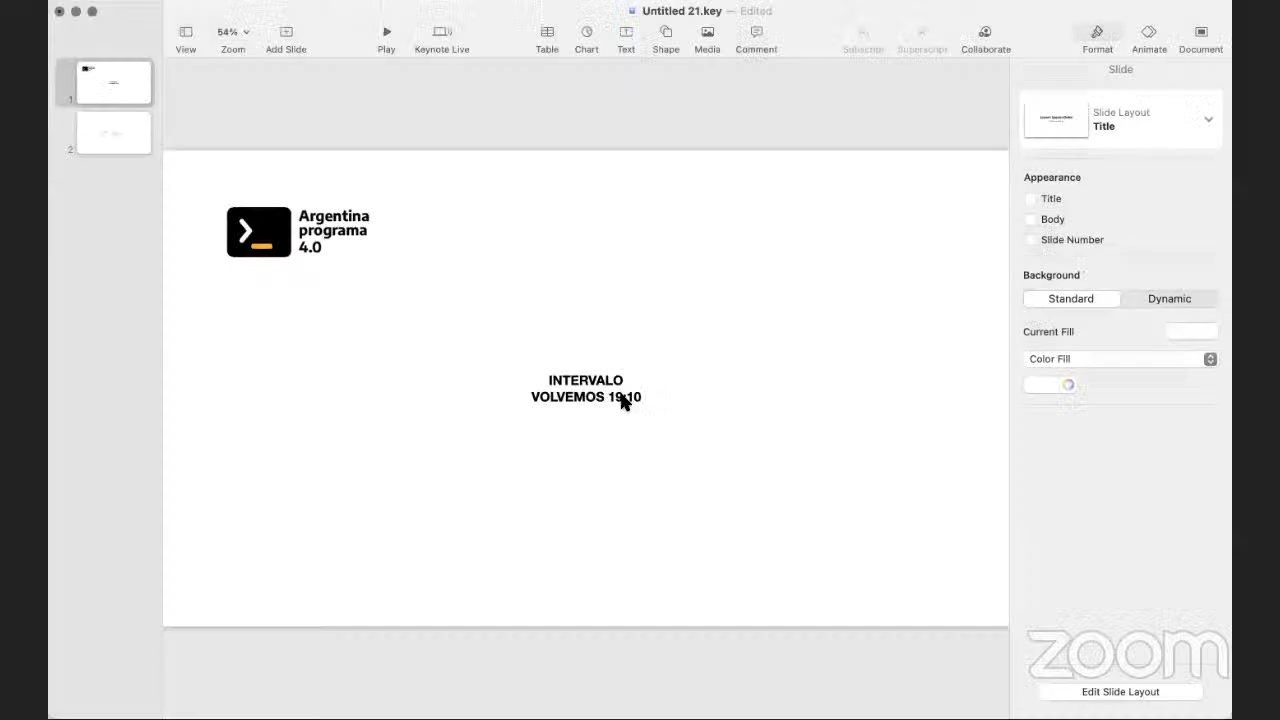 Untitled 21.key — Edited
View
54%
Zoom
Add Slide
Play
Keynote Live
Table
Chart
Text
Shape
Media
Comment
Subscript
Superscript
Collaborate
Format
Animate
Document
1
2
Argentina
programa
4.0
INTERVALO
VOLVEMOS 19:10
Slide
Slide Layout
Title
Appearance
Title
Body
Slide Number
Background
Standard
Dynamic
Current Fill
Color Fill
zoom
Edit Slide Layout